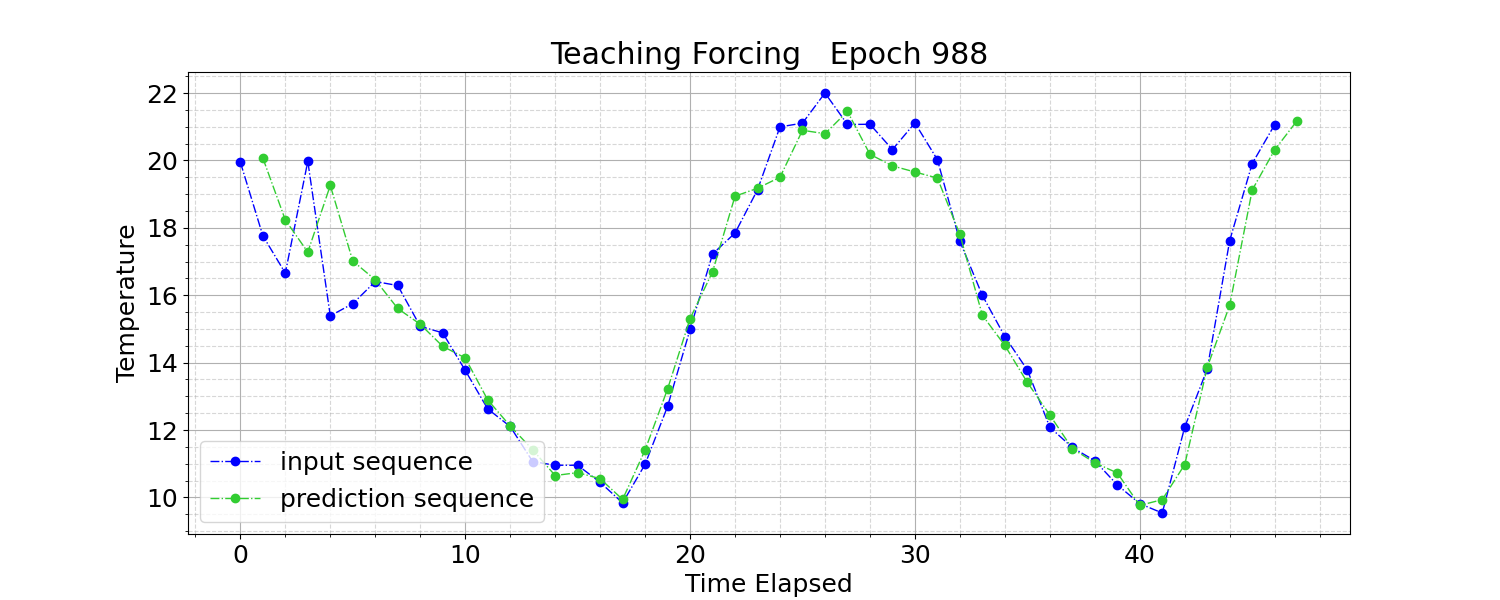 Teaching Forcing   Epoch 988
22
20
18
16
14
12
10
Temperature
input sequence
prediction sequence
0 10 20 30 40
Time Elapsed